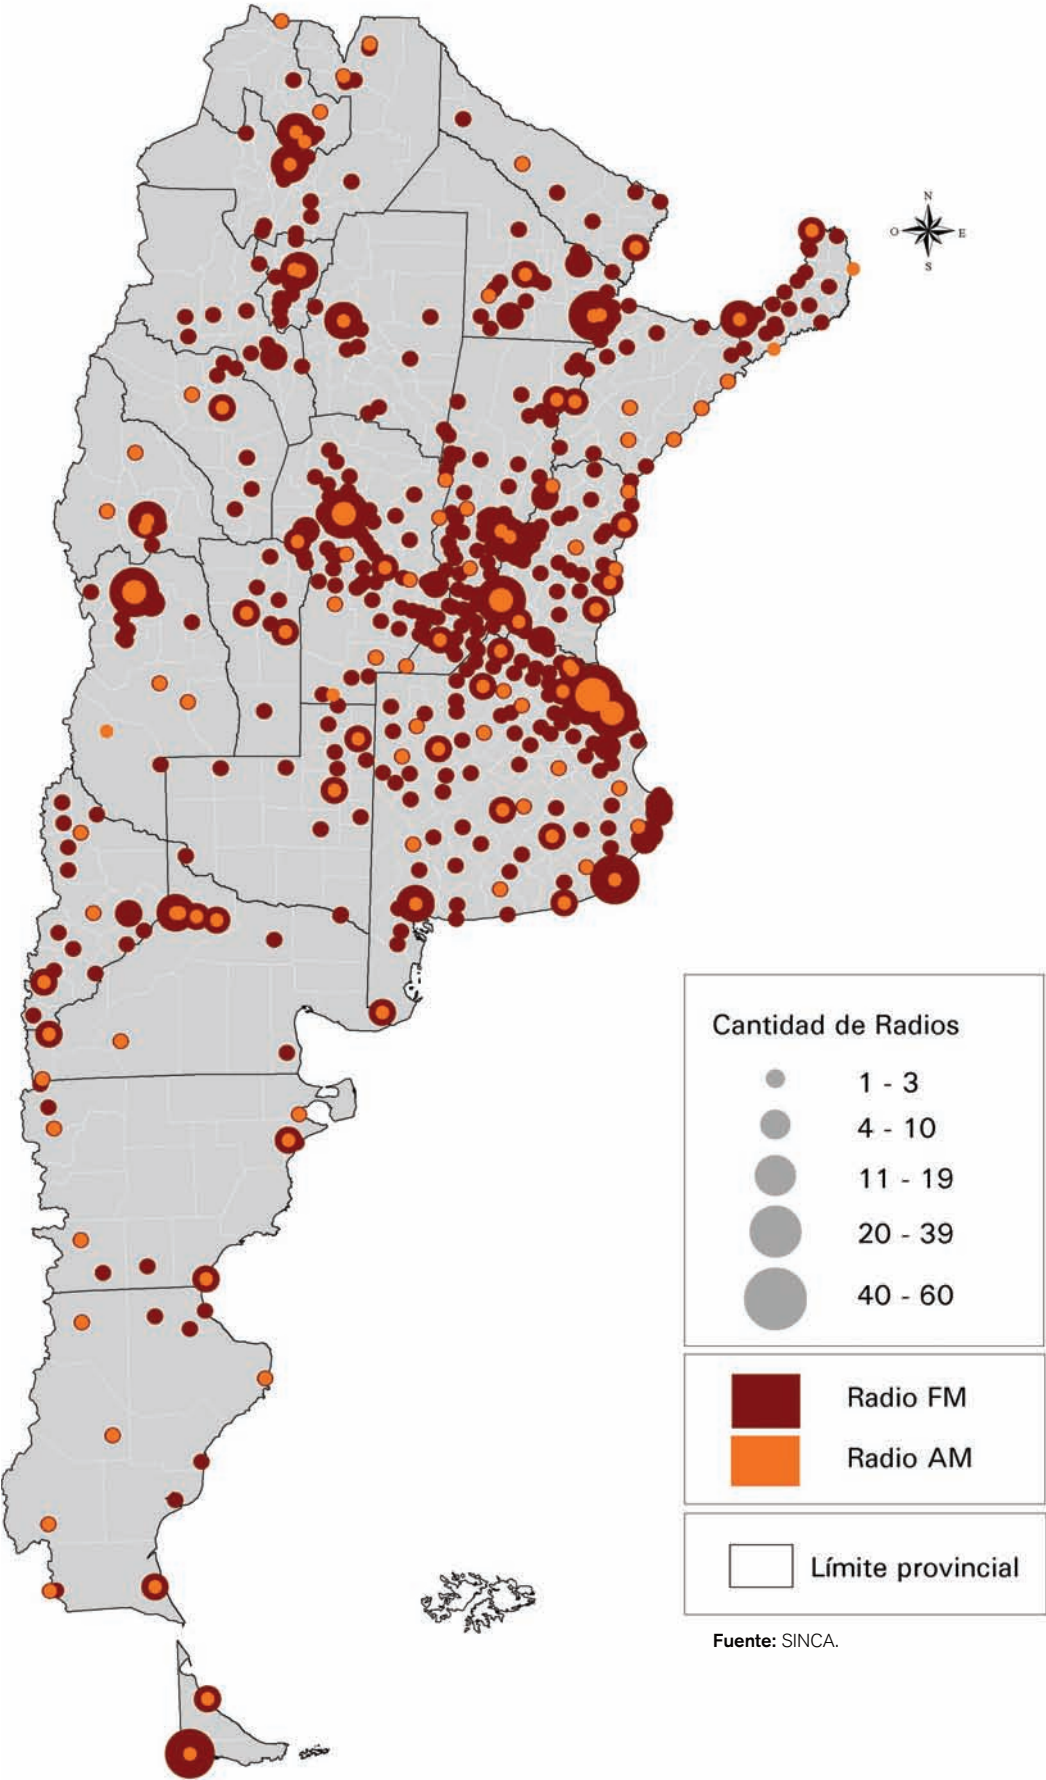 N
O E
S
Cantidad de Radios
1 - 3
4 - 10
11 - 19
20 - 39
40 - 60
Radio FM
Radio AM
Límite provincial
Fuente: SINCA.